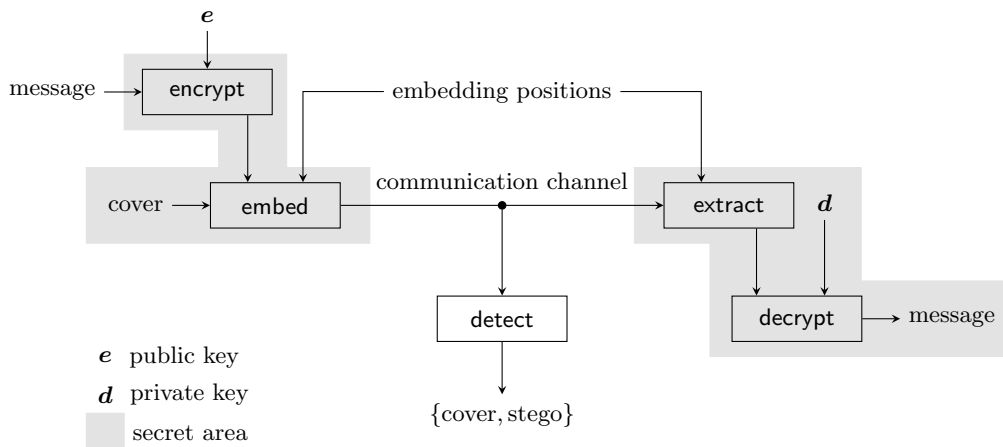 e
message
encrypt
embedding positions
communication channel
cover
embed
extract
d
detect
decrypt
message
e public key
d private key
{cover, stego}
secret area